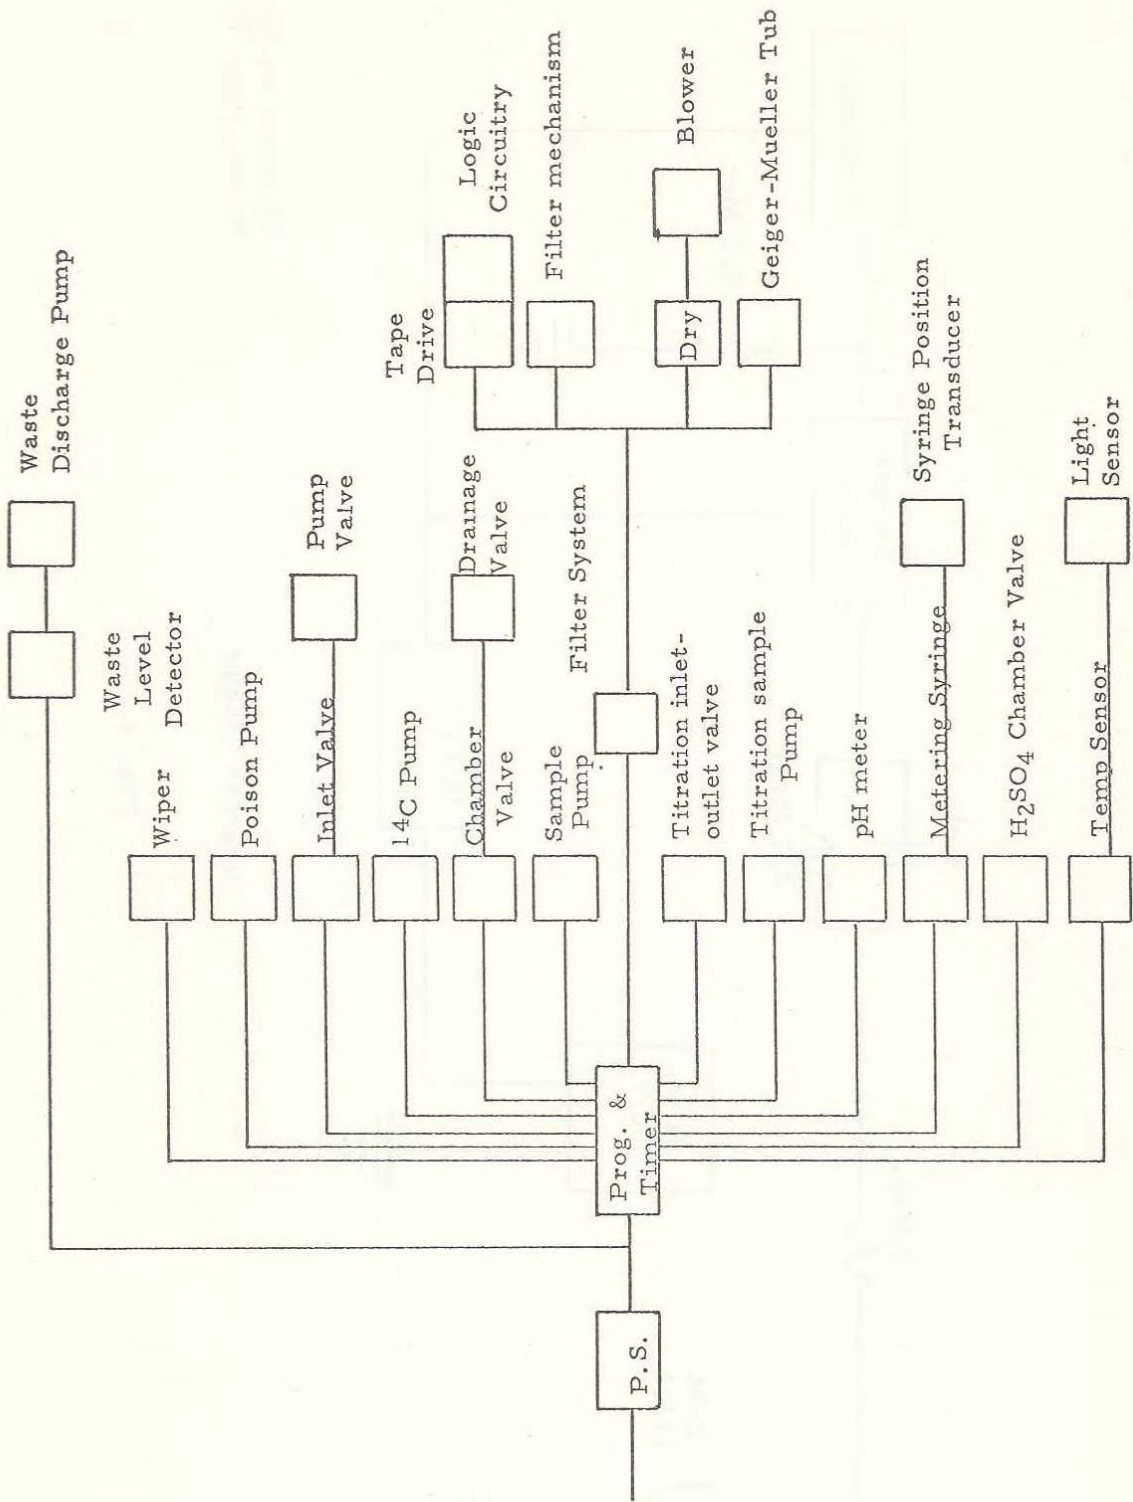 Waste
Discharge Pump
Waste
Level
Detector
Wiper
Poison Pump
Inlet Valve
Pump
Valve
14C Pump
Chamber
Valve
Drainage
Valve
Sample
Pump
Filter System
Tape
Drive
Logic
Circuitry
Filter mechanism
Dry
Blower
Geiger-Mueller Tub
P.S.
Prog. &
Timer
Titration inlet-
outlet valve
Titration sample
Pump
pH meter
Metering Syringe
Syringe Position
Transducer
H2SO4 Chamber Valve
Temp Sensor
Light
Sensor